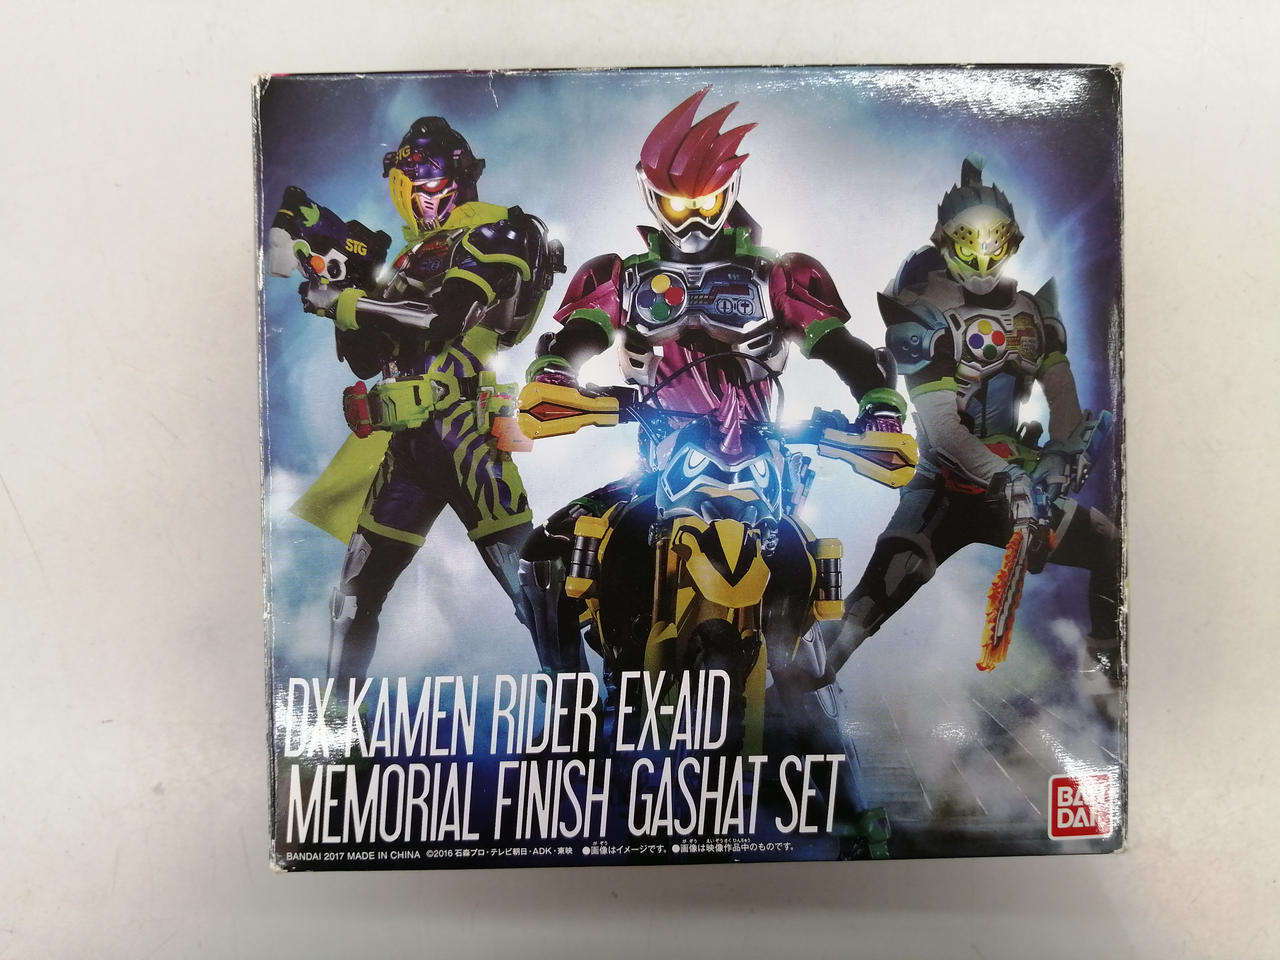 STG
STG
DX KAMEN RIDER EX-AID
MEMORIAL FINISH GASHAT SET
BAN
DAI
BANDAI 2017 MADE IN CHINA ©2016 石森プロ・テレビ朝日・ADK・東映 ●画像はイメージです。 ●画像は映像作品中のものです。